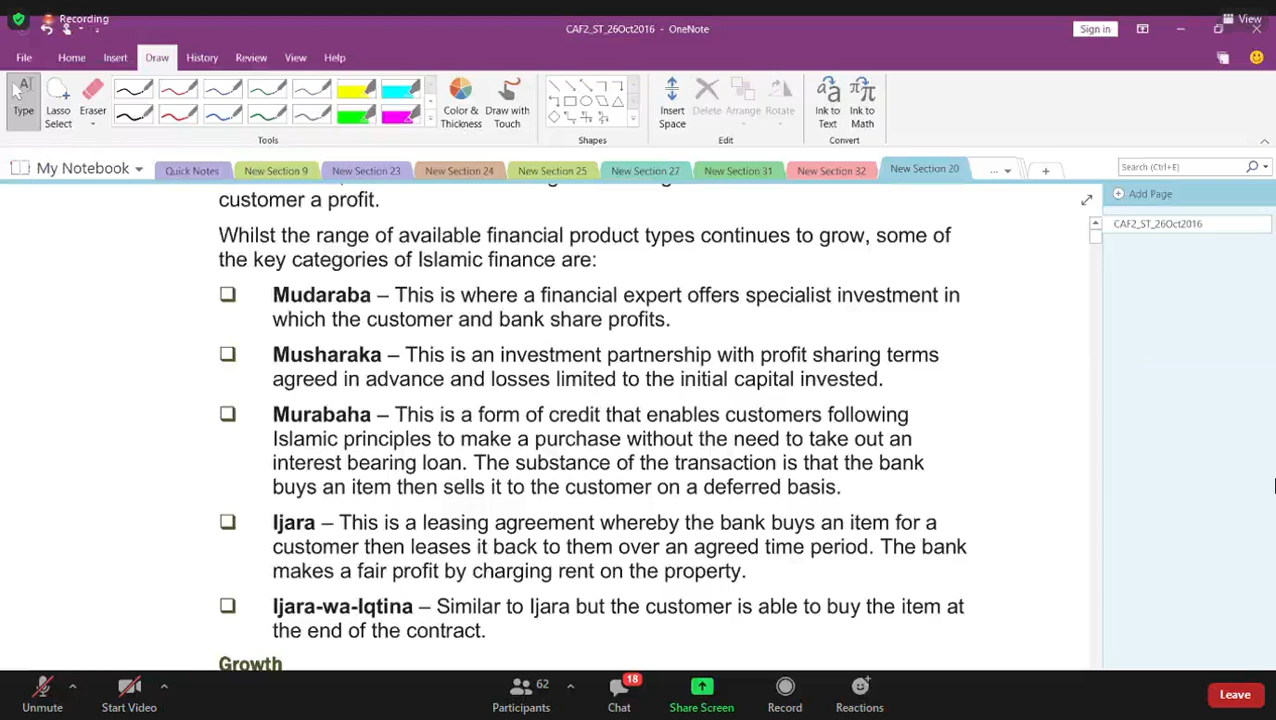 Recording
CAF2_ST_26Oct2016 - OneNote
Sign in
View
File Home Insert Draw History Review View Help
Type
Lasso Select
Eraser
Color & Thickness
Draw with Touch
Insert Space
Delete
Arrange
Rotate
Ink to Text
Ink to Math
Tools
Shapes
Edit
Convert
My Notebook
Quick Notes
New Section 9
New Section 23
New Section 24
New Section 25
New Section 27
New Section 31
New Section 32
New Section 20
...
Search (Ctrl+E)
Add Page
CAF2_ST_26Oct2016
customer a profit.
Whilst the range of available financial product types continues to grow, some of
the key categories of Islamic finance are:
Mudaraba – This is where a financial expert offers specialist investment in
which the customer and bank share profits.
Musharaka – This is an investment partnership with profit sharing terms
agreed in advance and losses limited to the initial capital invested.
Murabaha – This is a form of credit that enables customers following
Islamic principles to make a purchase without the need to take out an
interest bearing loan. The substance of the transaction is that the bank
buys an item then sells it to the customer on a deferred basis.
Ijara – This is a leasing agreement whereby the bank buys an item for a
customer then leases it back to them over an agreed time period. The bank
makes a fair profit by charging rent on the property.
Ijara-wa-Iqtina – Similar to Ijara but the customer is able to buy the item at
the end of the contract.
Growth
Unmute
Start Video
62
Participants
18
Chat
Share Screen
Record
Reactions
Leave